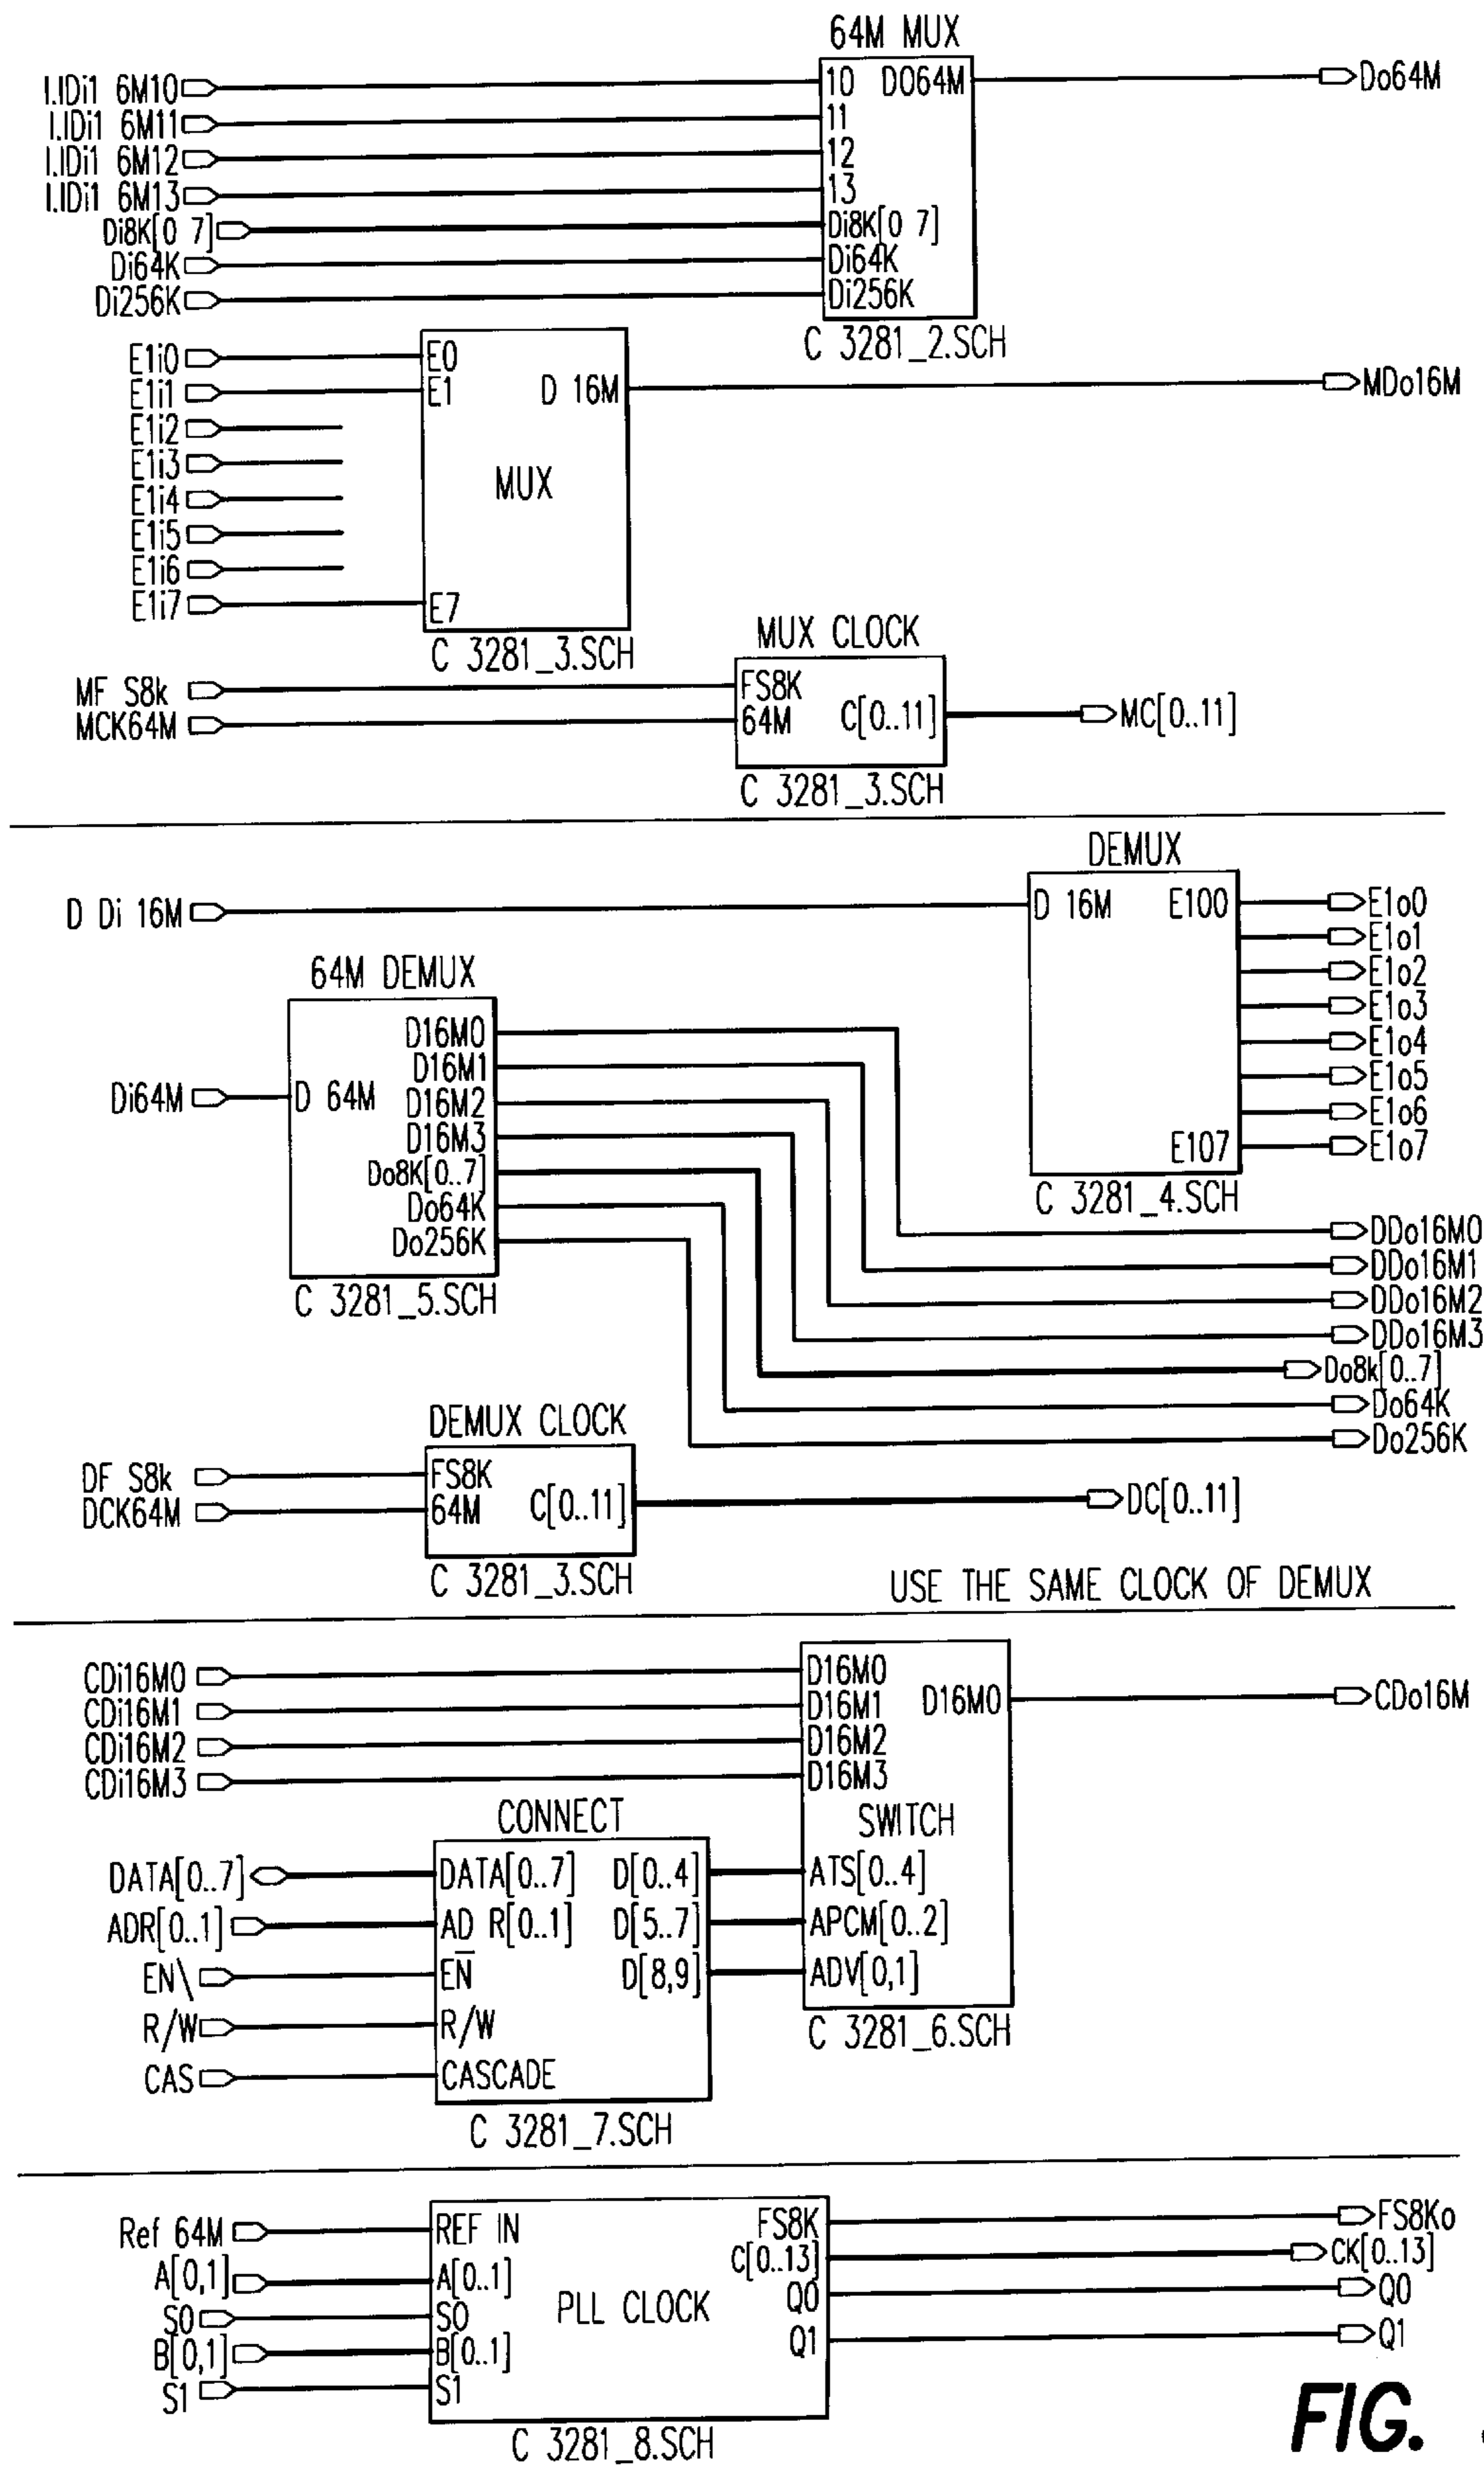 64M MUX
I.IDi1 6M10 10 DO64M Do64M
I.IDi1 6M11 11
I.IDi1 6M12 12
I.IDi1 6M13 13
Di8K[0 7] Di8K[0 7]
Di64K Di64K
Di256K Di256K
C 3281_2.SCH
E1i0 E0
E1i1 E1 D 16M MDo16M
E1i2
E1i3
E1i4 MUX
E1i5
E1i6
E1i7 E7
C 3281_3.SCH
MUX CLOCK
MF S8k FS8K
MCK64M 64M C[0..11] MC[0..11]
C 3281_3.SCH
DEMUX
D Di 16M D 16M E100 E1o0
E1o1
E1o2
E1o3
E1o4
E1o5
E1o6
E107 E1o7
C 3281_4.SCH
64M DEMUX
D16M0
D16M1
Di64M D 64M D16M2
D16M3
Do8K[0..7]
Do64K
Do256K
C 3281_5.SCH
DDo16M0
DDo16M1
DDo16M2
DDo16M3
Do8k[0..7]
Do64K
Do256K
DEMUX CLOCK
DF S8k FS8K
DCK64M 64M C[0..11] DC[0..11]
C 3281_3.SCH
USE THE SAME CLOCK OF DEMUX
CDi16M0 D16M0
CDi16M1 D16M1 D16M0 CDo16M
CDi16M2 D16M2
CDi16M3 D16M3
CONNECT SWITCH
DATA[0..7] DATA[0..7] D[0..4] ATS[0..4]
ADR[0..1] AD R[0..1] D[5..7] APCM[0..2]
EN\ E̅N̅ D[8,9] ADV[0,1]
R/W R/W
C 3281_6.SCH
CAS CASCADE
C 3281_7.SCH
Ref 64M REF IN FS8K FS8Ko
A[0,1] A[0..1] C[0..13] CK[0..13]
S0 S0 PLL CLOCK Q0 Q0
B[0,1] B[0..1] Q1 Q1
S1 S1
C 3281_8.SCH
FIG.